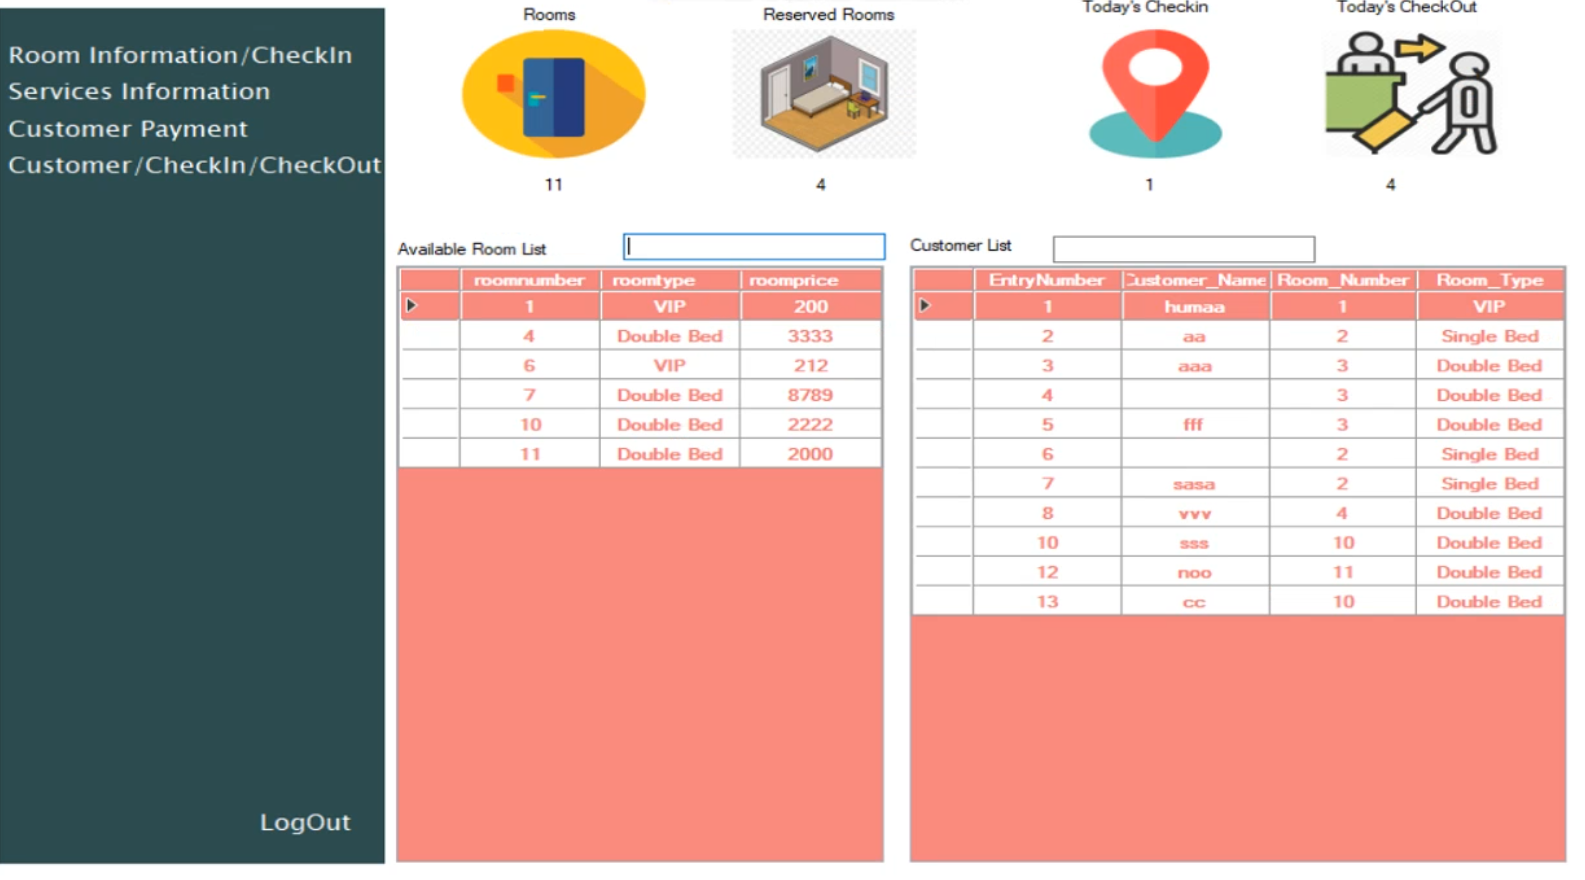 Room Information/CheckIn
Services Information
Customer Payment
Customer/CheckIn/CheckOut
LogOut
Rooms
11
Reserved Rooms
4
Today's Checkin
1
Today's CheckOut
4
Available Room List
roomnumber roomtype roomprice
1 VIP 200
4 Double Bed 3333
6 VIP 212
7 Double Bed 8789
10 Double Bed 2222
11 Double Bed 2000
Customer List
EntryNumber Customer_Name Room_Number Room_Type
1 humaa 1 VIP
2 aa 2 Single Bed
3 aaa 3 Double Bed
4 3 Double Bed
5 fff 3 Double Bed
6 2 Single Bed
7 sasa 2 Single Bed
8 vvv 4 Double Bed
10 sss 10 Double Bed
12 noo 11 Double Bed
13 cc 10 Double Bed